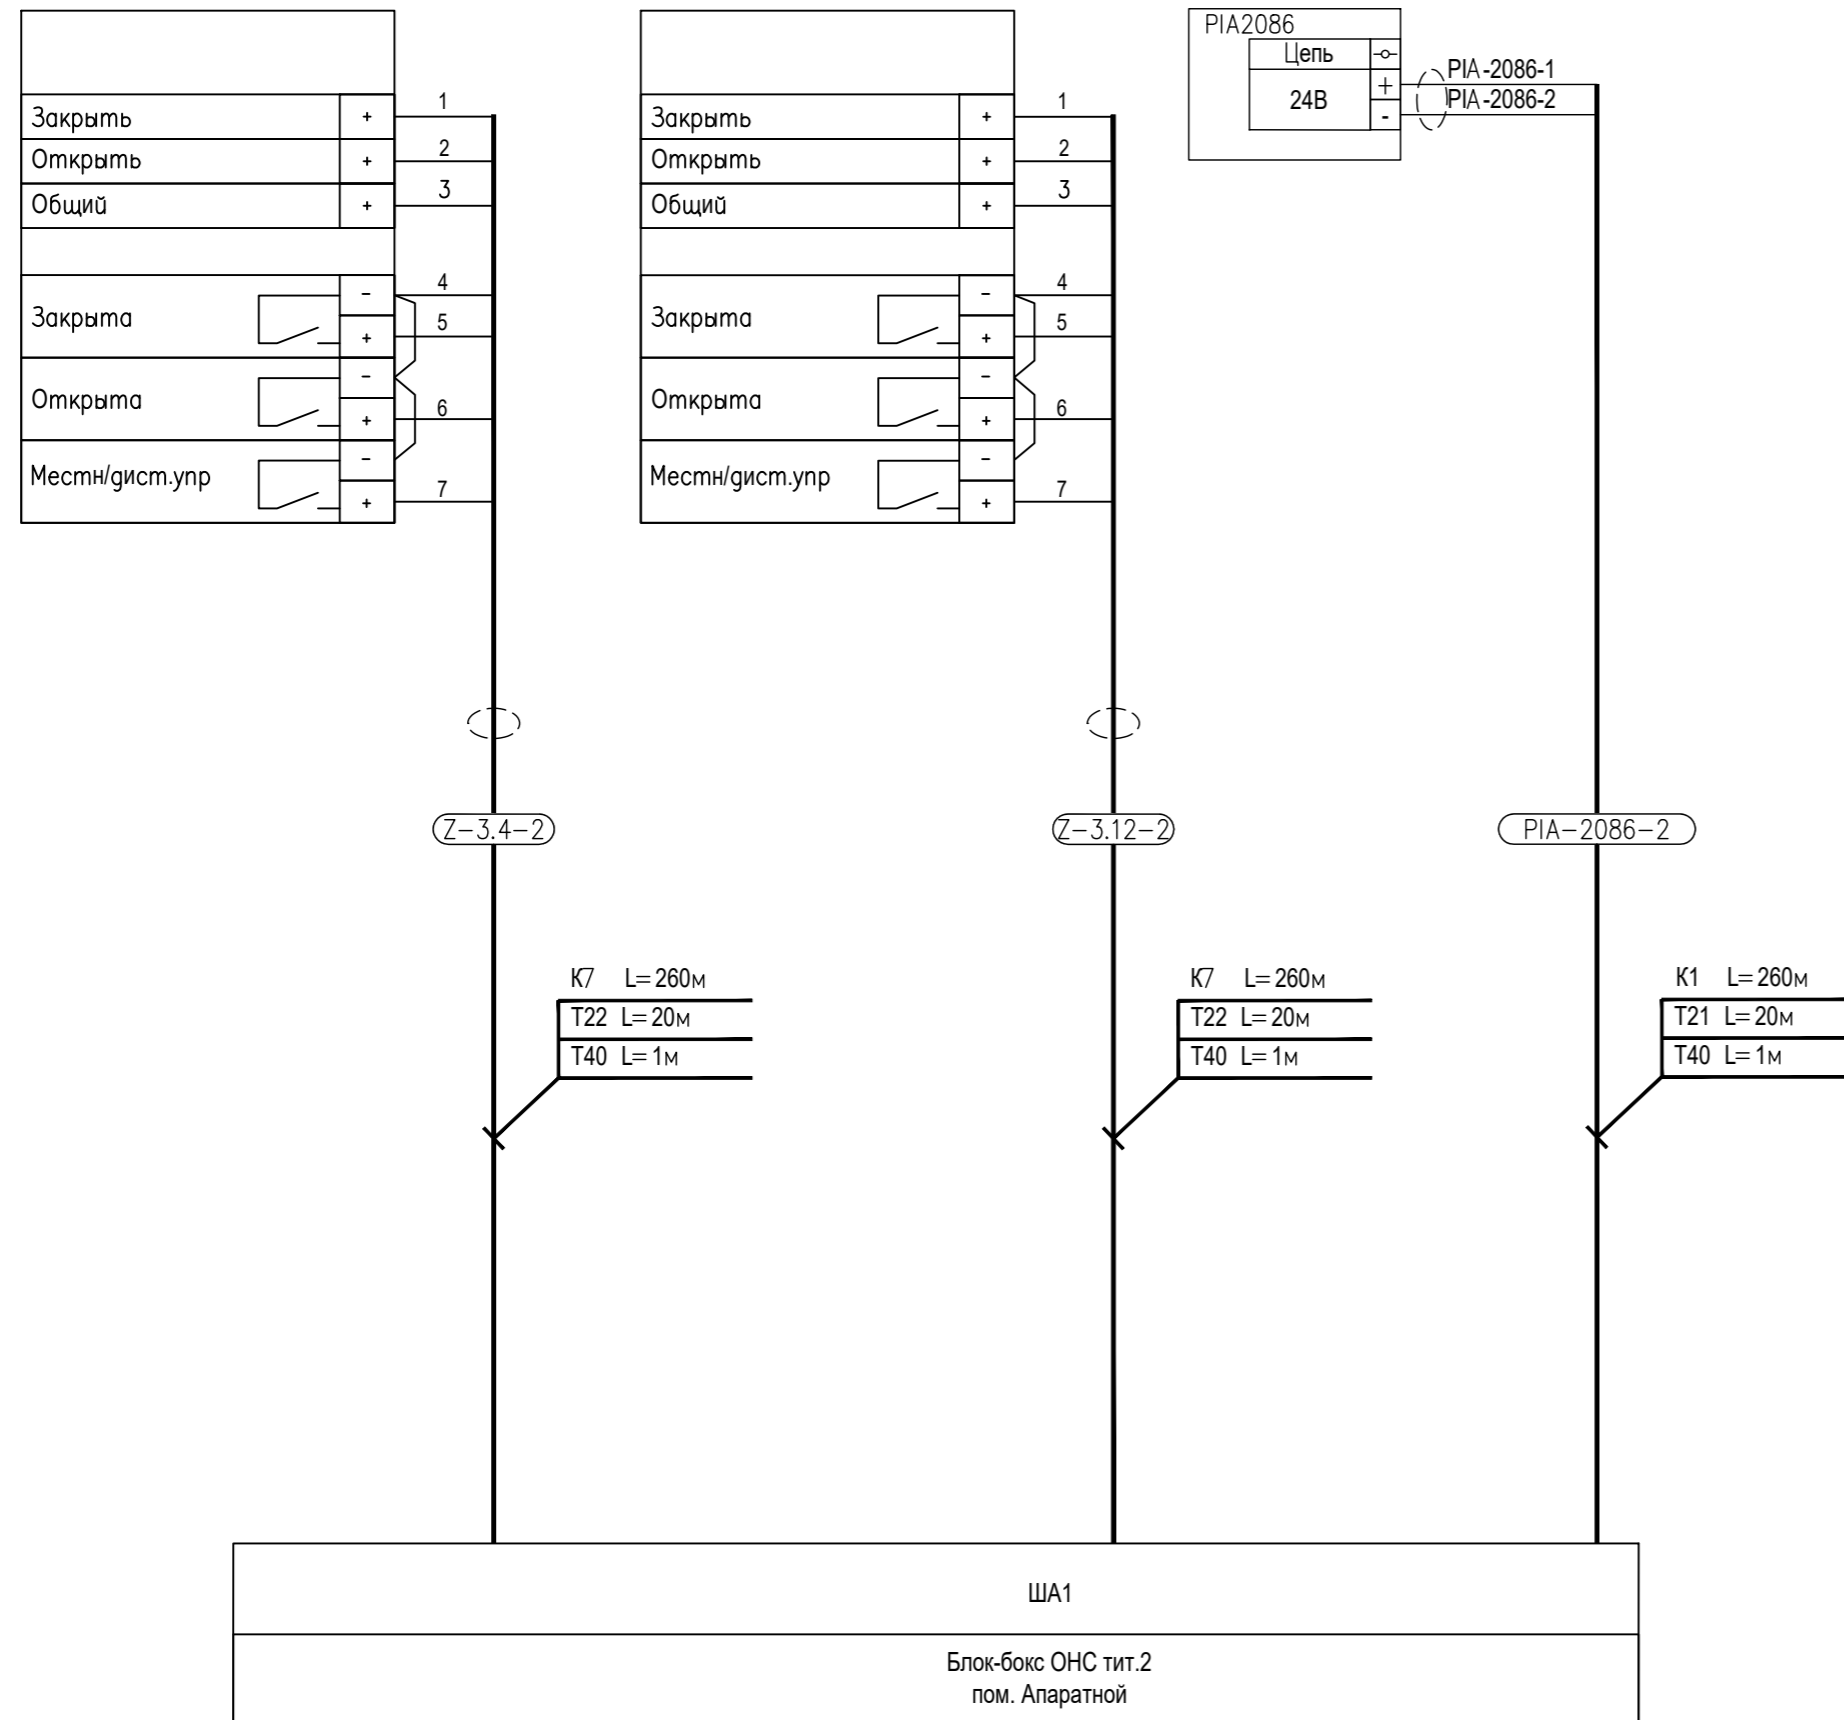 Закрыть + 1
Открыть + 2
Общий + 3
- 4
Закрыта
+ 5
-
Открыта
+ 6
-
Местн/дист.упр
+ 7
Z-3.4-2
К7 L=260м
Т22 L=20м
Т40 L=1м
Закрыть + 1
Открыть + 2
Общий + 3
- 4
Закрыта
+ 5
-
Открыта
+ 6
-
Местн/дист.упр
+ 7
Z-3.12-2
К7 L=260м
Т22 L=20м
Т40 L=1м
PIA2086
Цепь
24В
+ PIA-2086-1
- PIA-2086-2
PIA-2086-2
К1 L=260м
Т21 L=20м
Т40 L=1м
ША1
Блок-бокс ОНС тит.2
пом. Апаратной